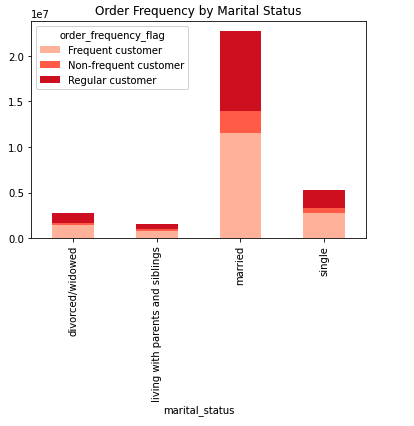 Order Frequency by Marital Status
1e7
order_frequency_flag
Frequent customer
Non-frequent customer
Regular customer
2.0
1.5
1.0
0.5
0.0
divorced/widowed
living with parents and siblings
married
single
marital_status